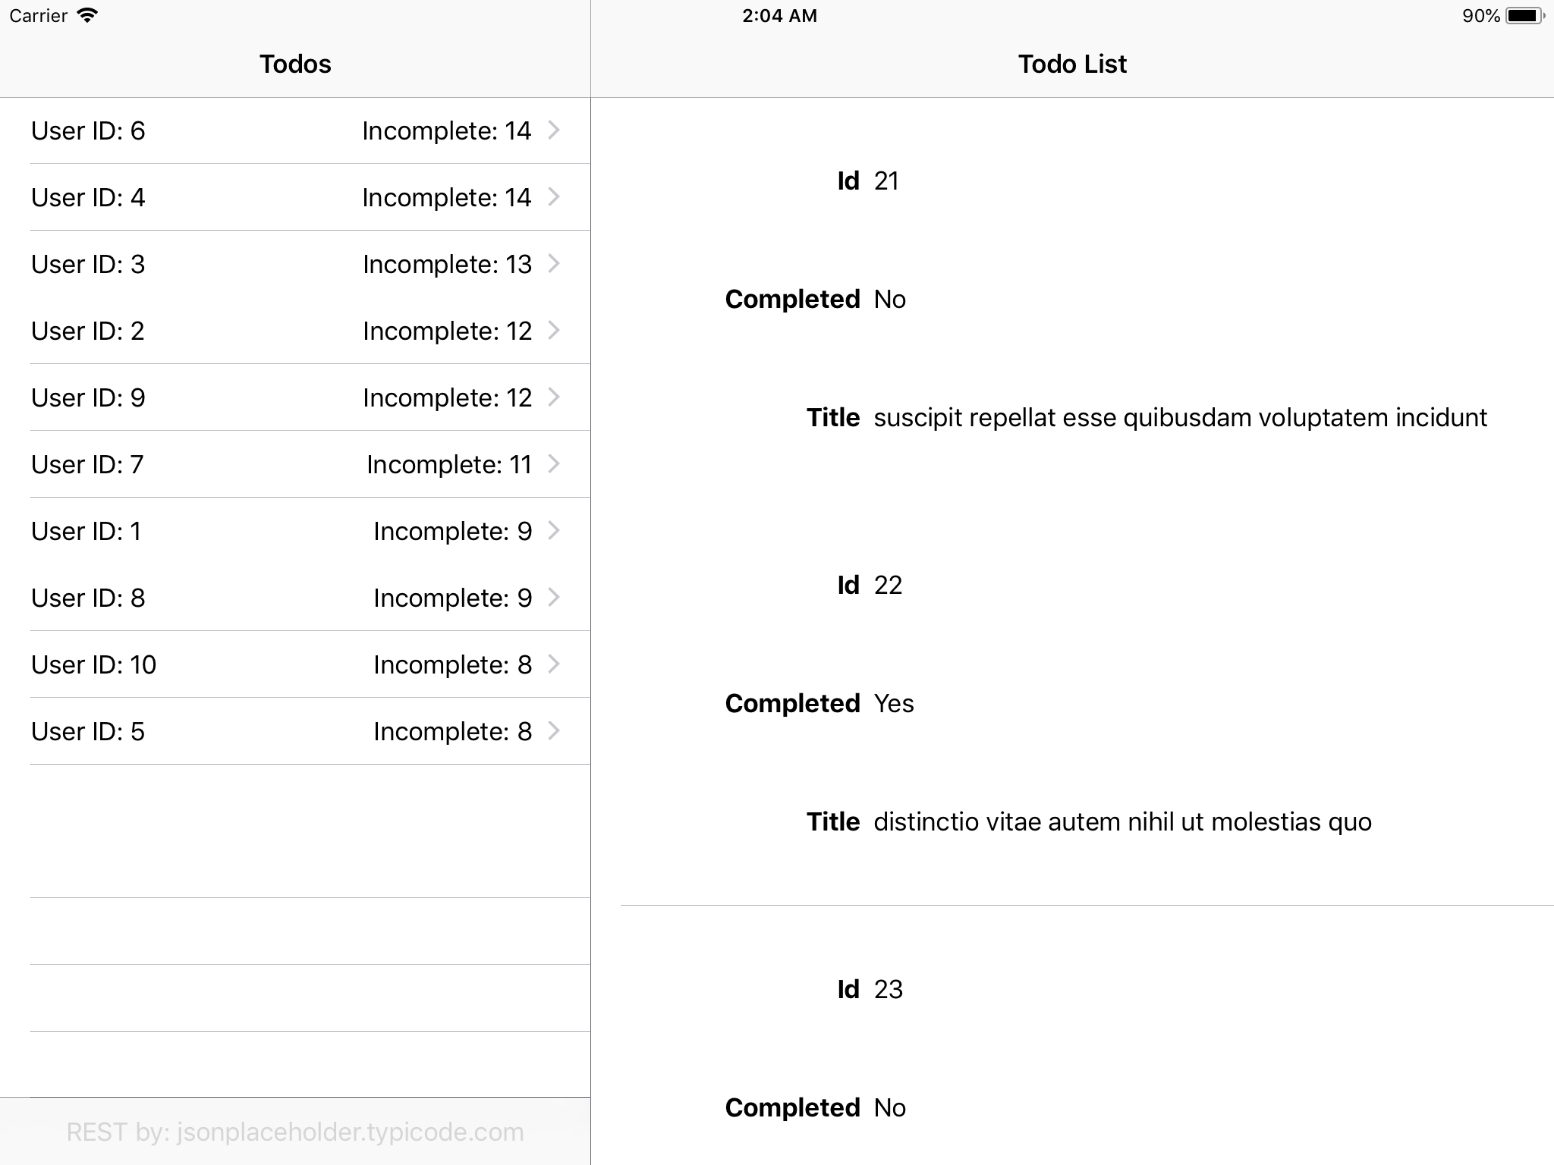 Carrier
2:04 AM
90%
Todos
User ID: 6 Incomplete: 14
User ID: 4 Incomplete: 14
User ID: 3 Incomplete: 13
User ID: 2 Incomplete: 12
User ID: 9 Incomplete: 12
User ID: 7 Incomplete: 11
User ID: 1 Incomplete: 9
User ID: 8 Incomplete: 9
User ID: 10 Incomplete: 8
User ID: 5 Incomplete: 8
REST by: jsonplaceholder.typicode.com
Todo List
Id 21
Completed No
Title suscipit repellat esse quibusdam voluptatem incidunt
Id 22
Completed Yes
Title distinctio vitae autem nihil ut molestias quo
Id 23
Completed No